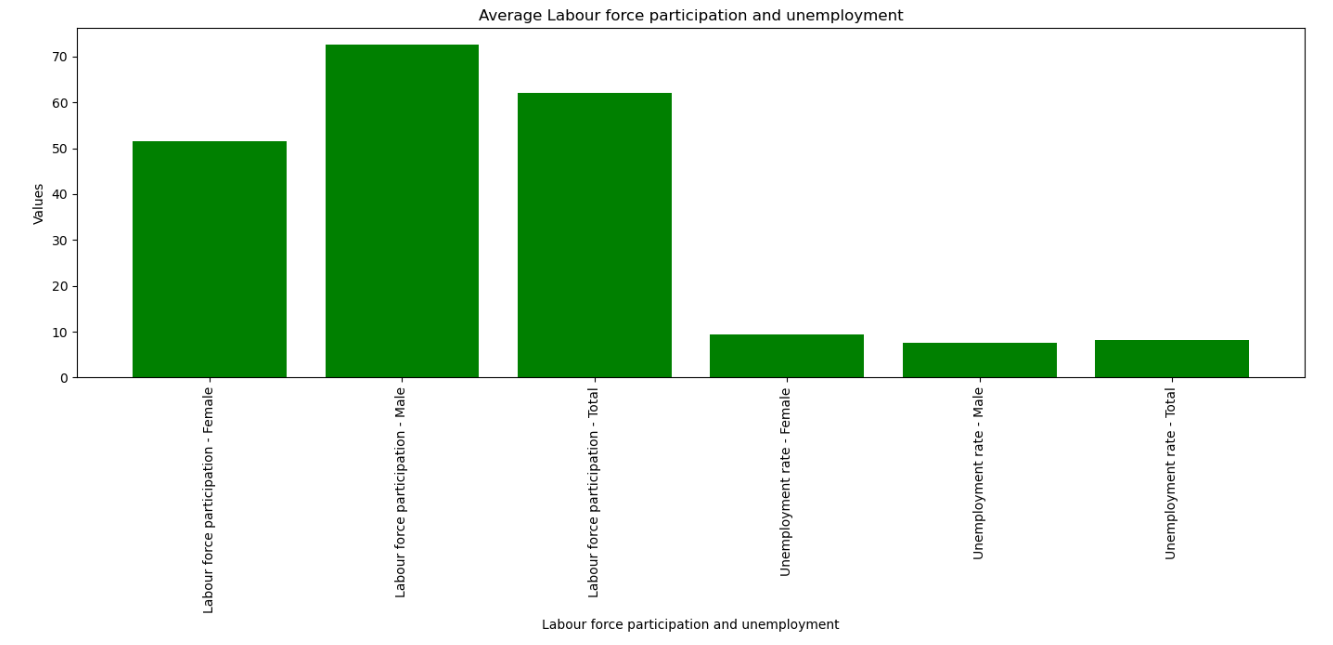 Average Labour force participation and unemployment
70
60
50
40
30
20
10
0
Values
Labour force participation - Female
Labour force participation - Male
Labour force participation - Total
Unemployment rate - Female
Unemployment rate - Male
Unemployment rate - Total
Labour force participation and unemployment